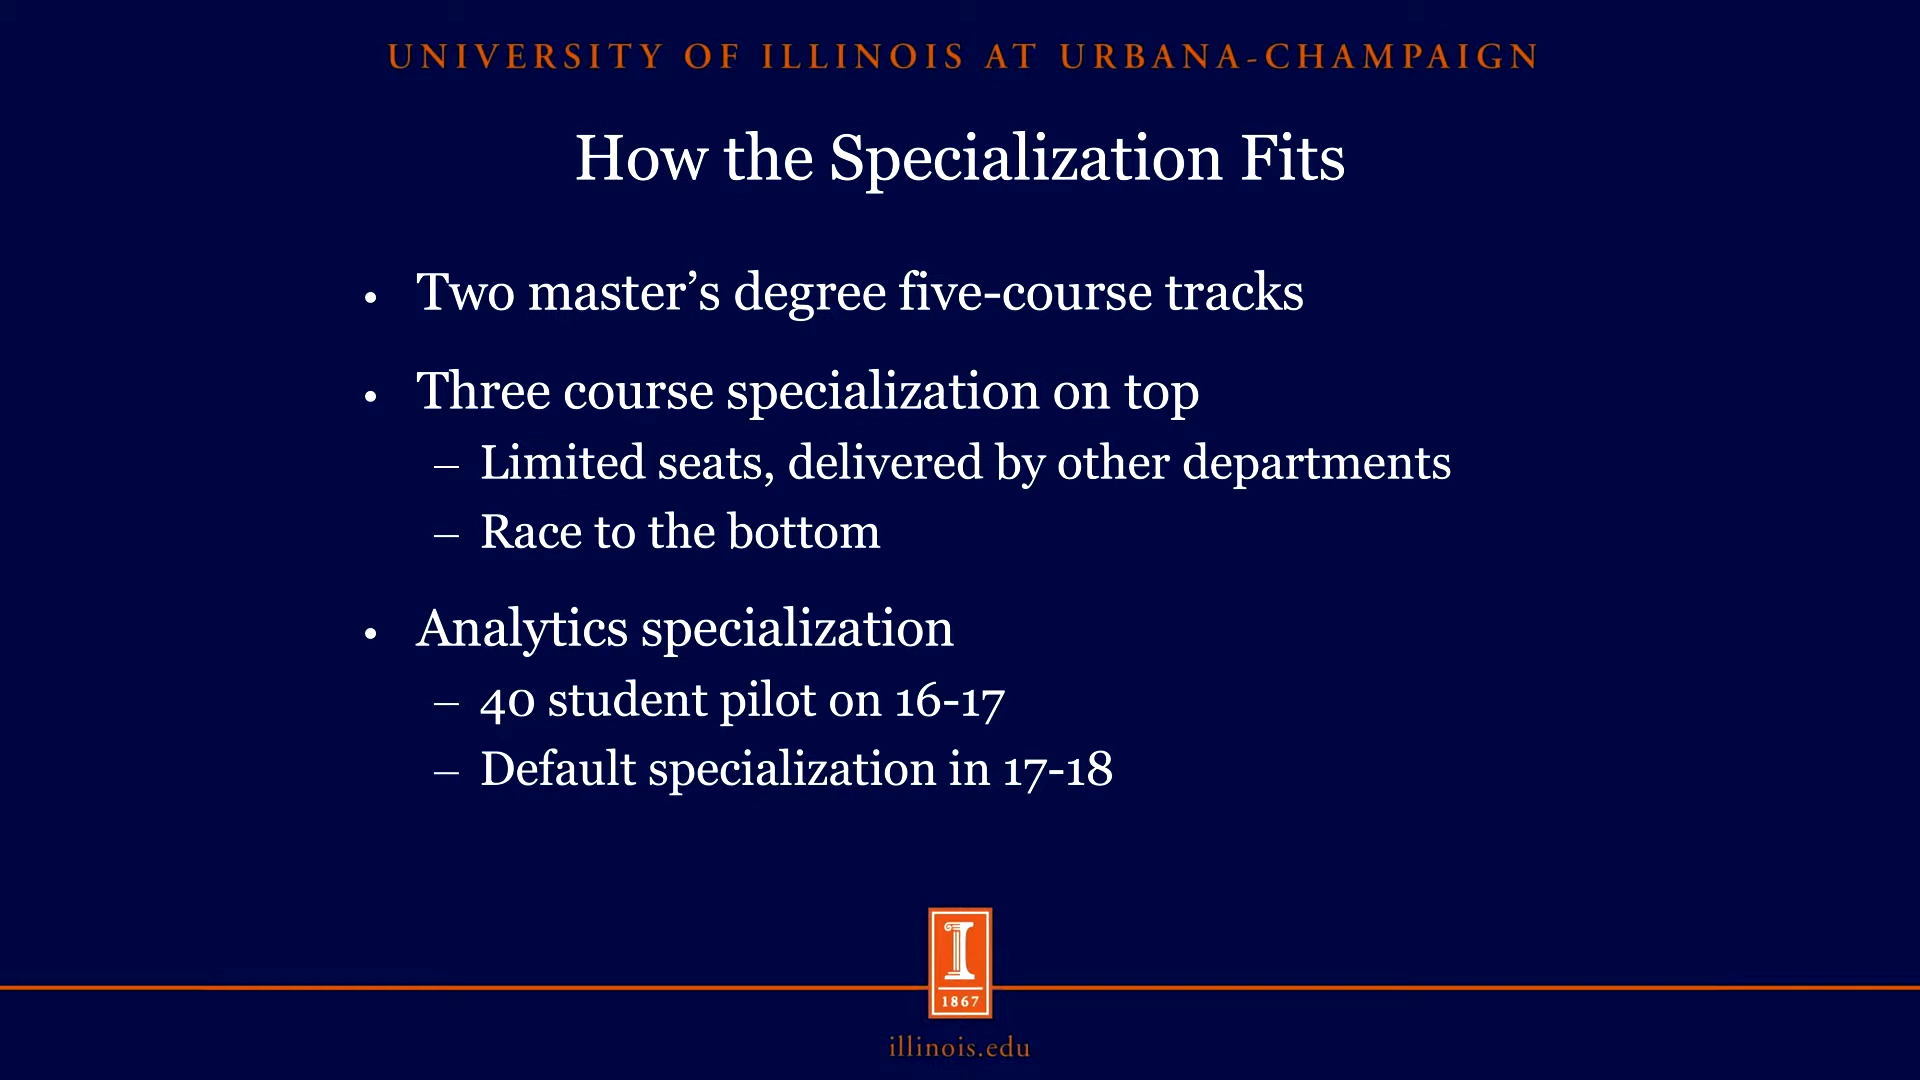 UNIVERSITY OF ILLINOIS AT URBANA-CHAMPAIGN
How the Specialization Fits
• Two master’s degree five-course tracks
• Three course specialization on top
– Limited seats, delivered by other departments
– Race to the bottom
• Analytics specialization
– 40 student pilot on 16-17
– Default specialization in 17-18
I
1867
illinois.edu